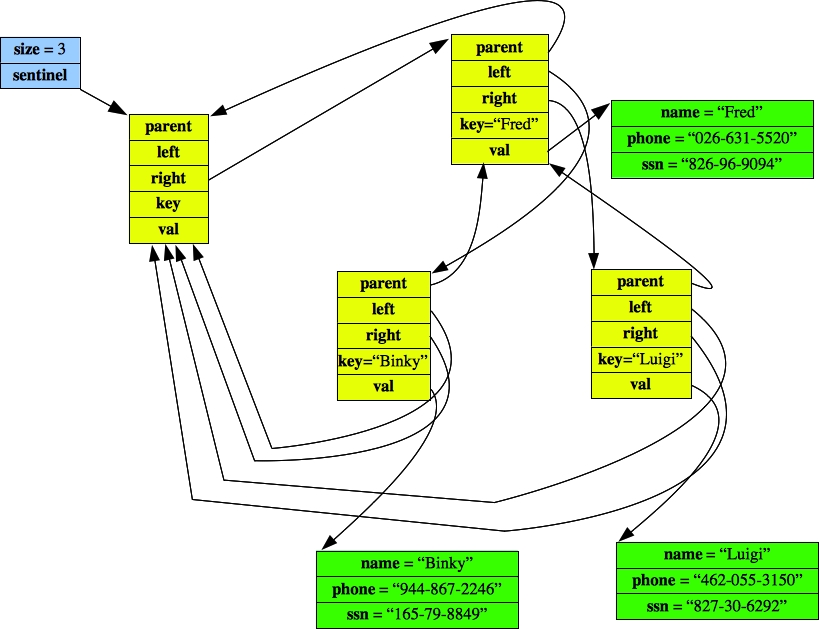 size = 3
sentinel
parent
left
right
key
val
parent
left
right
key=“Fred”
val
name = “Fred”
phone = “026-631-5520”
ssn = “826-96-9094”
parent
left
right
key=“Binky”
val
parent
left
right
key=“Luigi”
val
name = “Binky”
phone = “944-867-2246”
ssn = “165-79-8849”
name = “Luigi”
phone = “462-055-3150”
ssn = “827-30-6292”